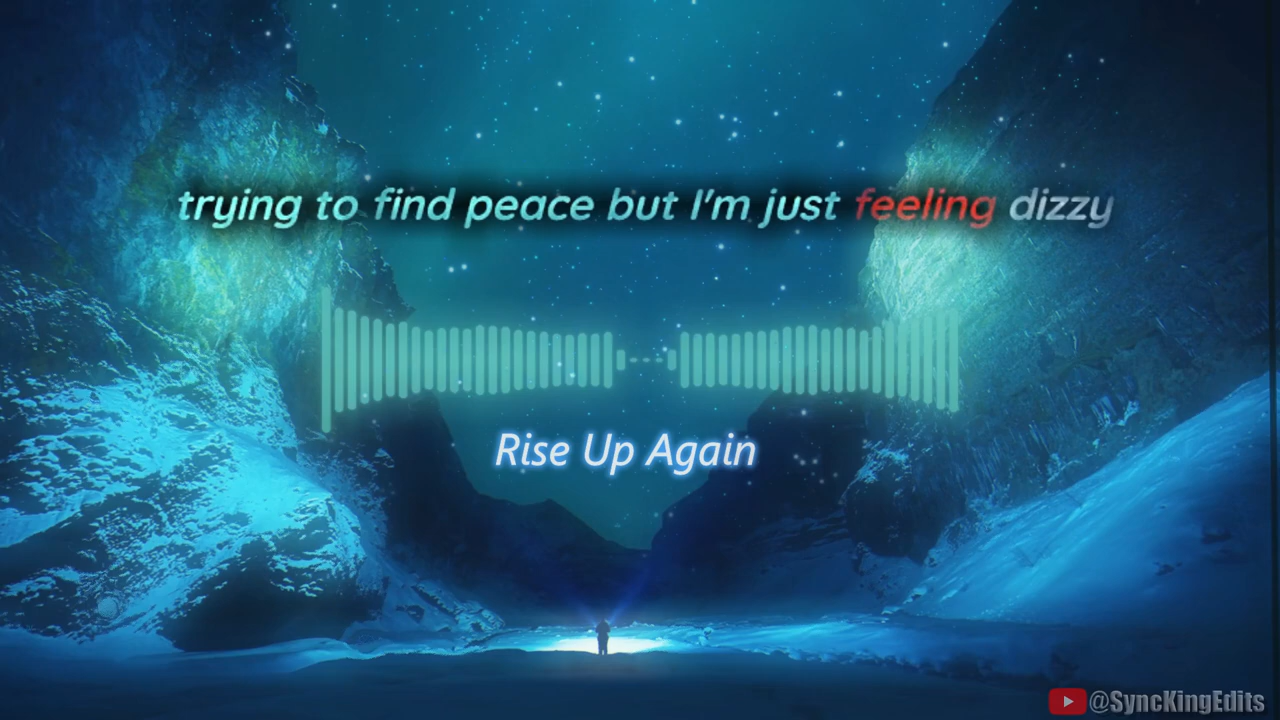 trying to find peace but I'm just feeling dizzy
Rise Up Again
@SyncKingEdits